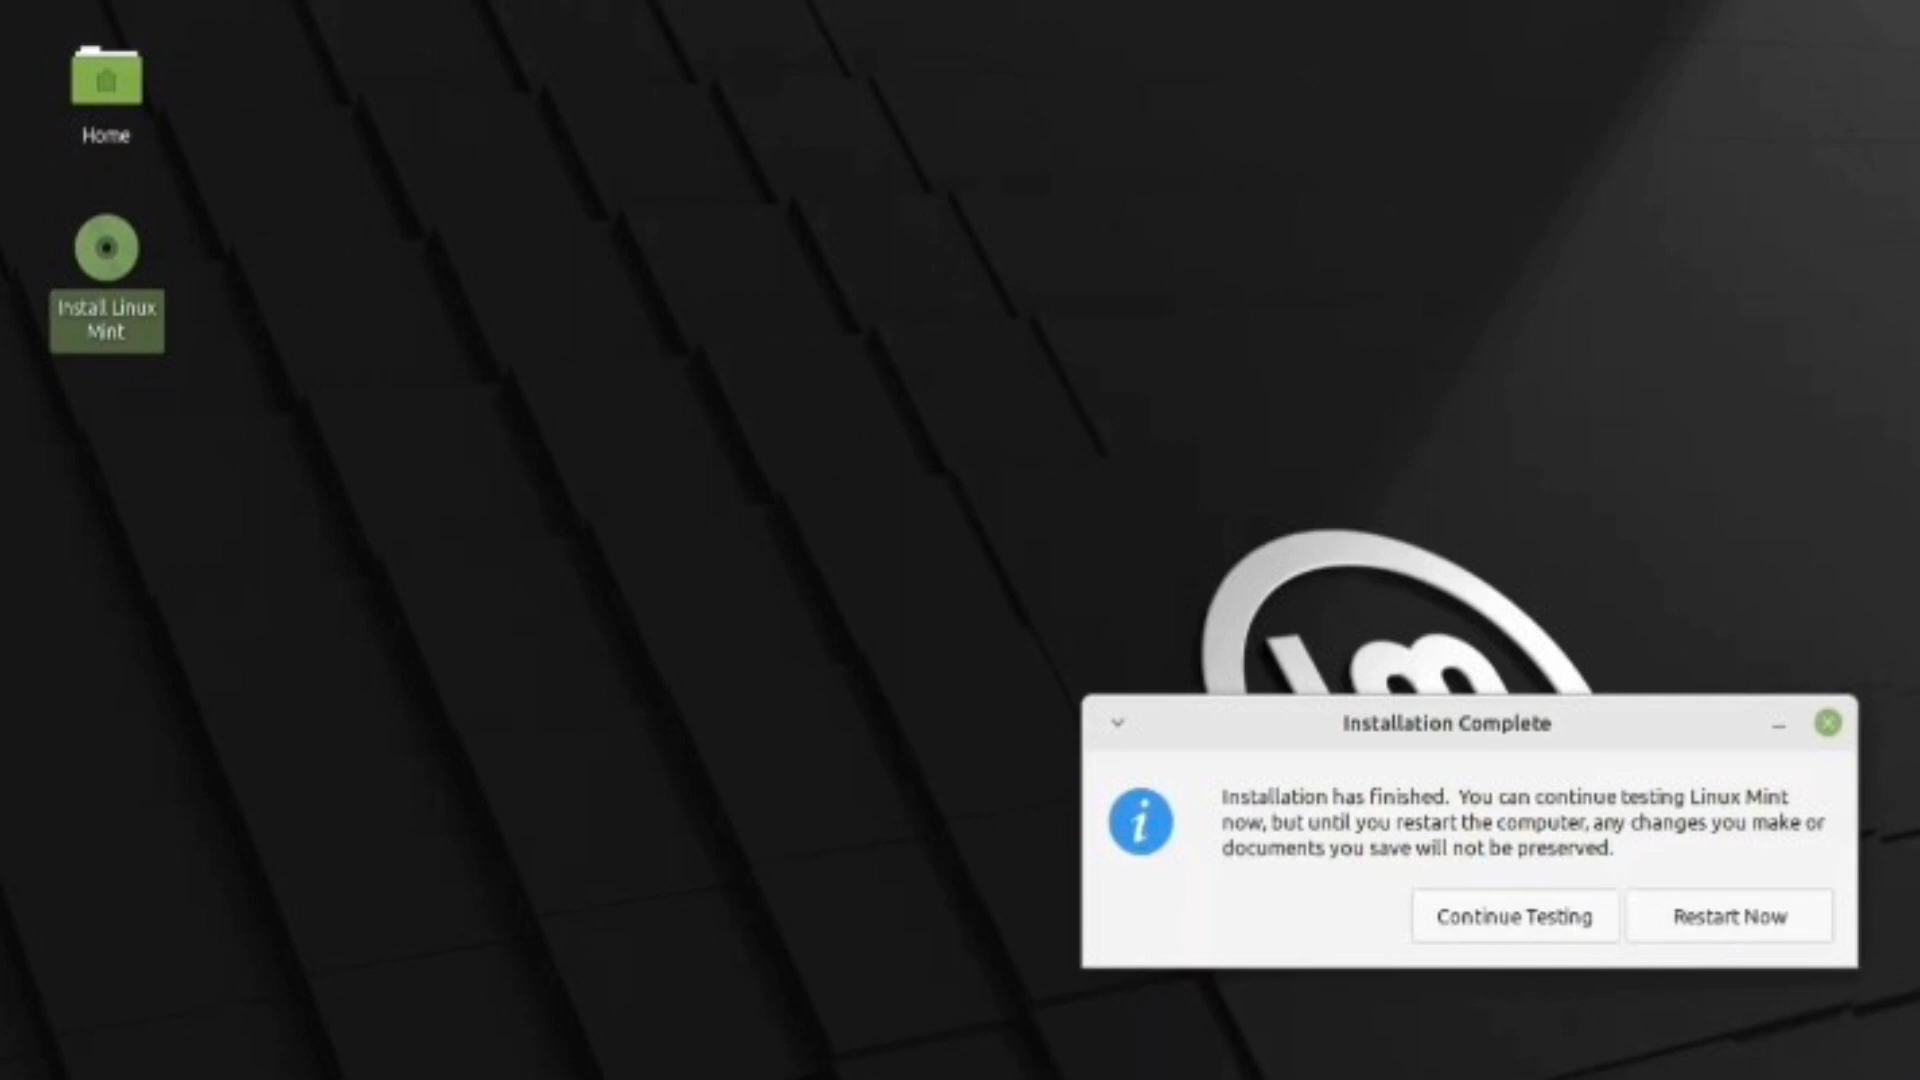 Home
Install Linux
Mint
Installation Complete
Installation has finished. You can continue testing Linux Mint
now, but until you restart the computer, any changes you make or
documents you save will not be preserved.
Continue Testing
Restart Now